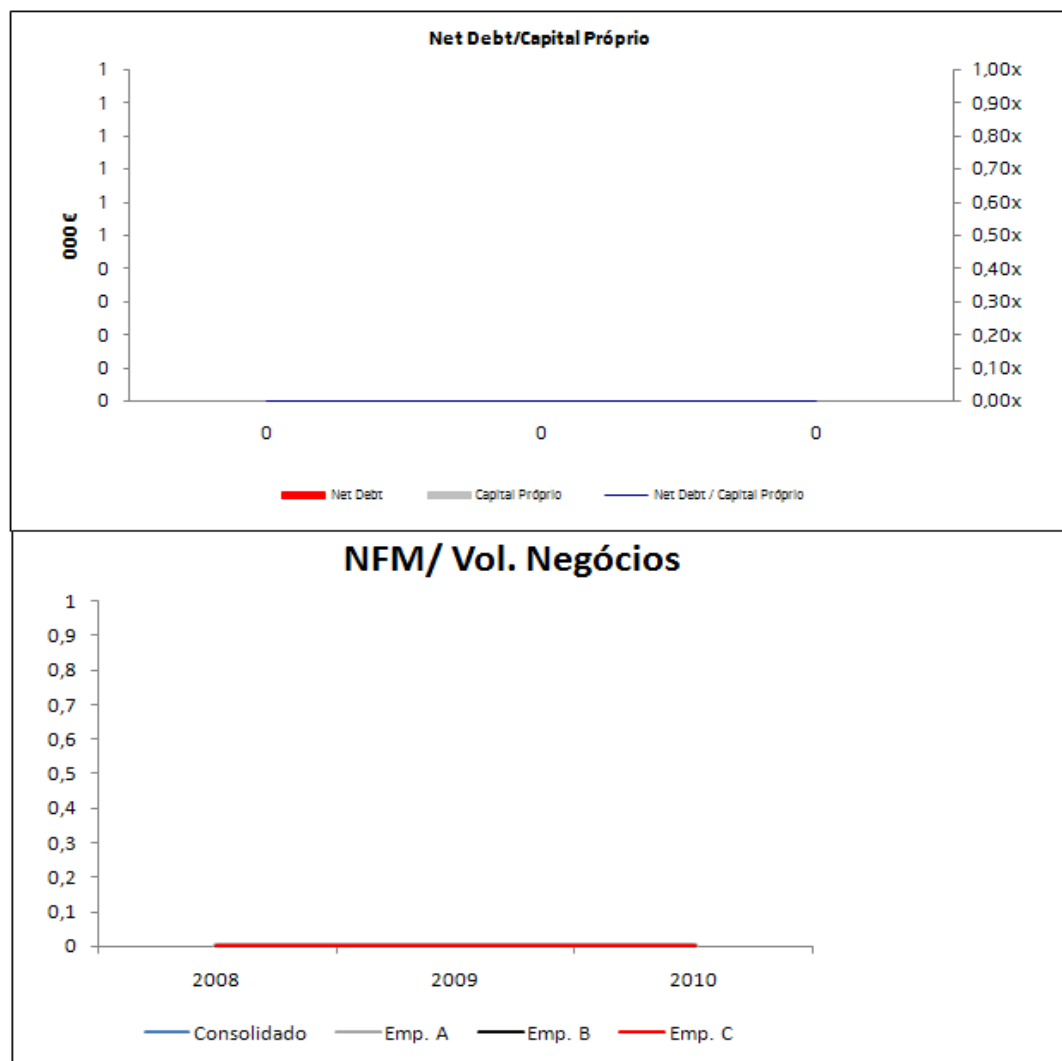 Net Debt/Capital Próprio
000 €
1 1,00x
1 0,90x
1 0,80x
1 0,70x
1 0,60x
1 0,50x
0 0,40x
0 0,30x
0 0,20x
0 0,10x
0 0,00x
0 0 0
Net Debt Capital Próprio Net Debt / Capital Próprio
NFM/ Vol. Negócios
1
0,9
0,8
0,7
0,6
0,5
0,4
0,3
0,2
0,1
0
2008 2009 2010
Consolidado Emp. A Emp. B Emp. C